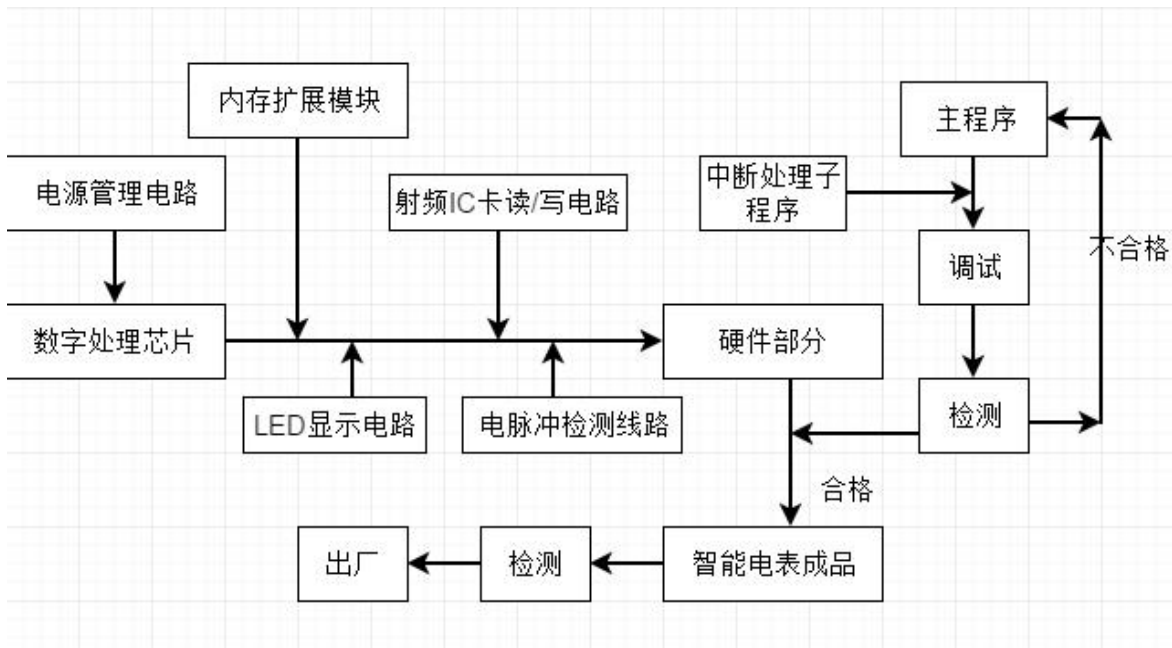 内存扩展模块
主程序
电源管理电路
射频IC卡读/写电路
中断处理子
程序
调试
不合格
数字处理芯片
硬件部分
LED显示电路
电脉冲检测线路
检测
合格
出厂
检测
智能电表成品